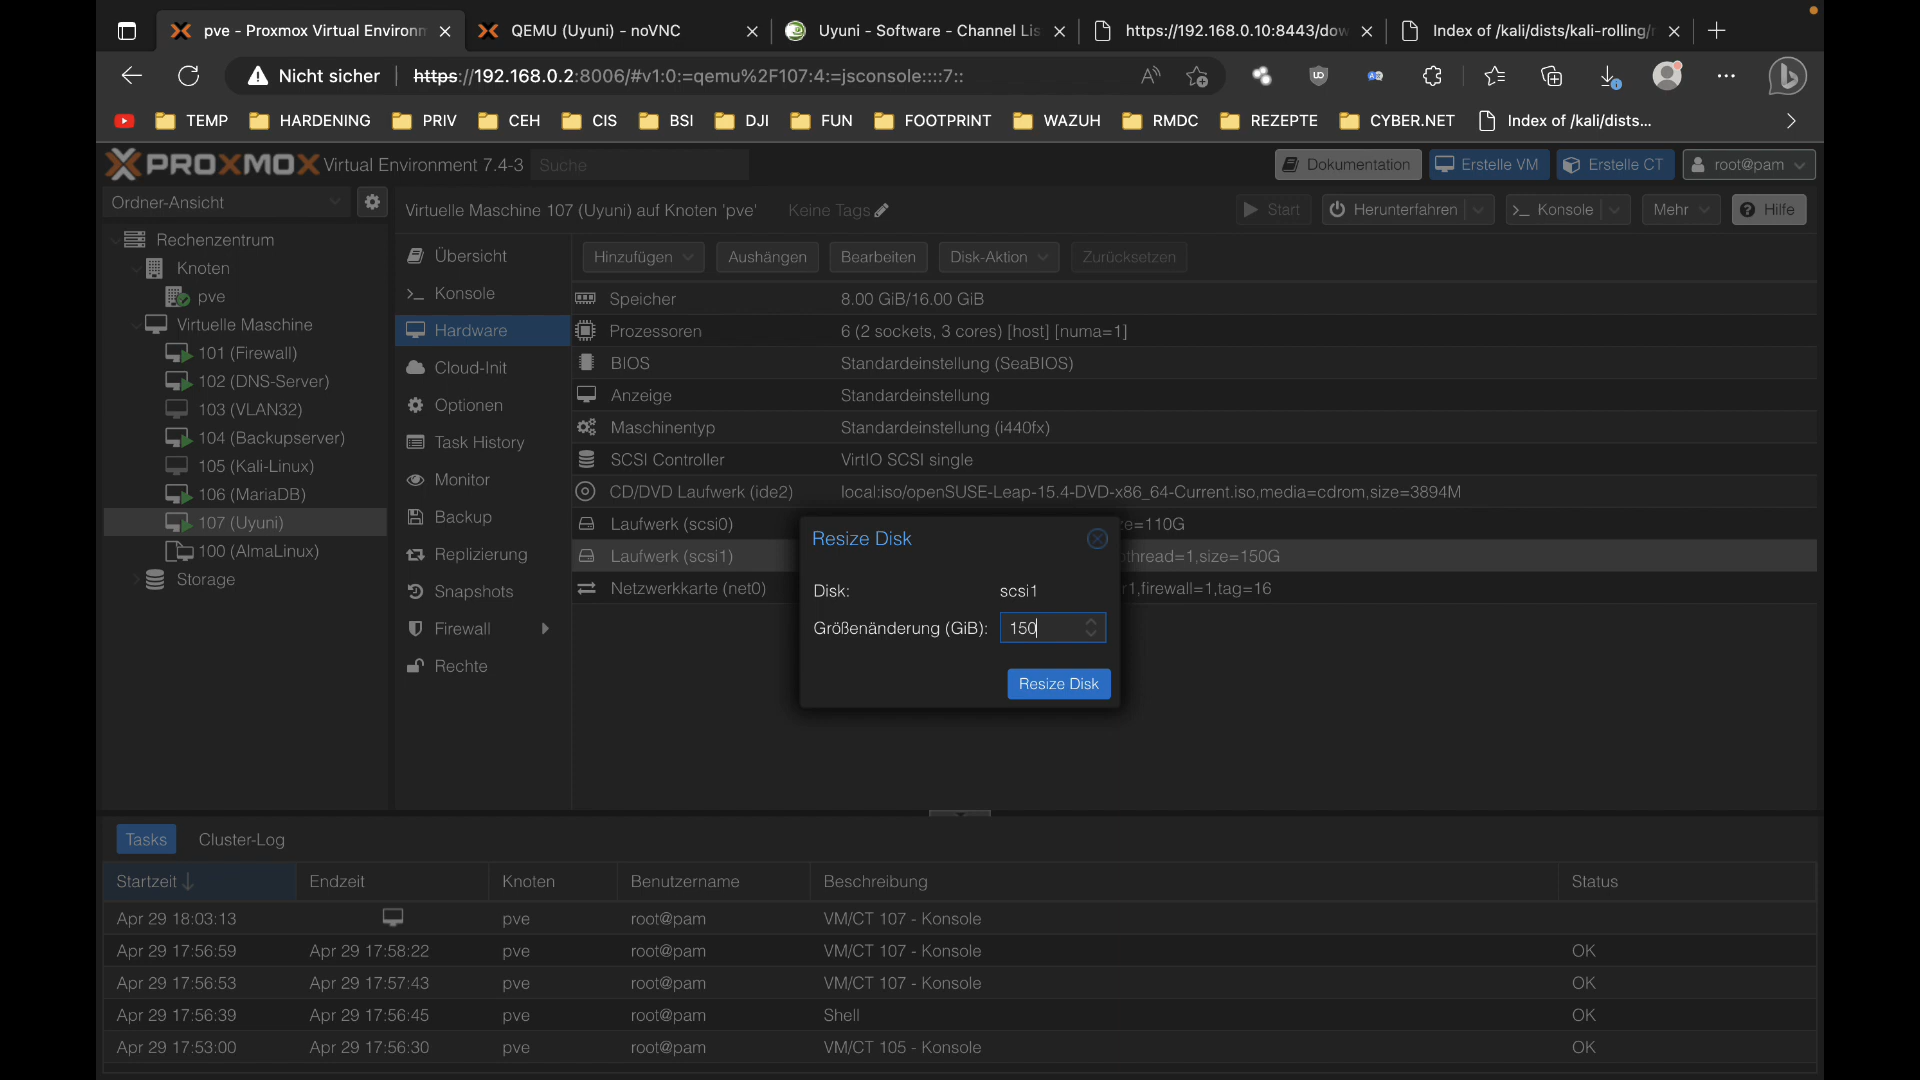 pve - Proxmox Virtual Environm
QEMU (Uyuni) - noVNC
Uyuni - Software - Channel Lis
https://192.168.0.10:8443/dow
Index of /kali/dists/kali-rolling/
Nicht sicher
https://192.168.0.2:8006/#v1:0:=qemu%2F107:4:=jsconsole::::7::
TEMP
HARDENING
PRIV
CEH
CIS
BSI
DJI
FUN
FOOTPRINT
WAZUH
RMDC
REZEPTE
CYBER.NET
Index of /kali/dists...
PROXMOX Virtual Environment 7.4-3
Suche
Dokumentation
Erstelle VM
Erstelle CT
root@pam
Ordner-Ansicht
Virtuelle Maschine 107 (Uyuni) auf Knoten 'pve'
Keine Tags
Start
Herunterfahren
Konsole
Mehr
Hilfe
Rechenzentrum
Knoten
pve
Virtuelle Maschine
101 (Firewall)
102 (DNS-Server)
103 (VLAN32)
104 (Backupserver)
105 (Kali-Linux)
106 (MariaDB)
107 (Uyuni)
100 (AlmaLinux)
Storage
Übersicht
Konsole
Hardware
Cloud-Init
Optionen
Task History
Monitor
Backup
Replizierung
Snapshots
Firewall
Rechte
Hinzufügen
Aushängen
Bearbeiten
Disk-Aktion
Zurücksetzen
Speicher 8.00 GiB/16.00 GiB
Prozessoren 6 (2 sockets, 3 cores) [host] [numa=1]
BIOS Standardeinstellung (SeaBIOS)
Anzeige Standardeinstellung
Maschinentyp Standardeinstellung (i440fx)
SCSI Controller VirtIO SCSI single
CD/DVD Laufwerk (ide2) local:iso/openSUSE-Leap-15.4-DVD-x86_64-Current.iso,media=cdrom,size=3894M
Laufwerk (scsi0) ze=110G
Laufwerk (scsi1) othread=1,size=150G
Netzwerkkarte (net0) r1,firewall=1,tag=16
Resize Disk
Disk: scsi1
Größenänderung (GiB): 150
Resize Disk
Tasks
Cluster-Log
Startzeit Endzeit Knoten Benutzername Beschreibung Status
Apr 29 18:03:13 pve root@pam VM/CT 107 - Konsole
Apr 29 17:56:59 Apr 29 17:58:22 pve root@pam VM/CT 107 - Konsole OK
Apr 29 17:56:53 Apr 29 17:57:43 pve root@pam VM/CT 107 - Konsole OK
Apr 29 17:56:39 Apr 29 17:56:45 pve root@pam Shell OK
Apr 29 17:53:00 Apr 29 17:56:30 pve root@pam VM/CT 105 - Konsole OK